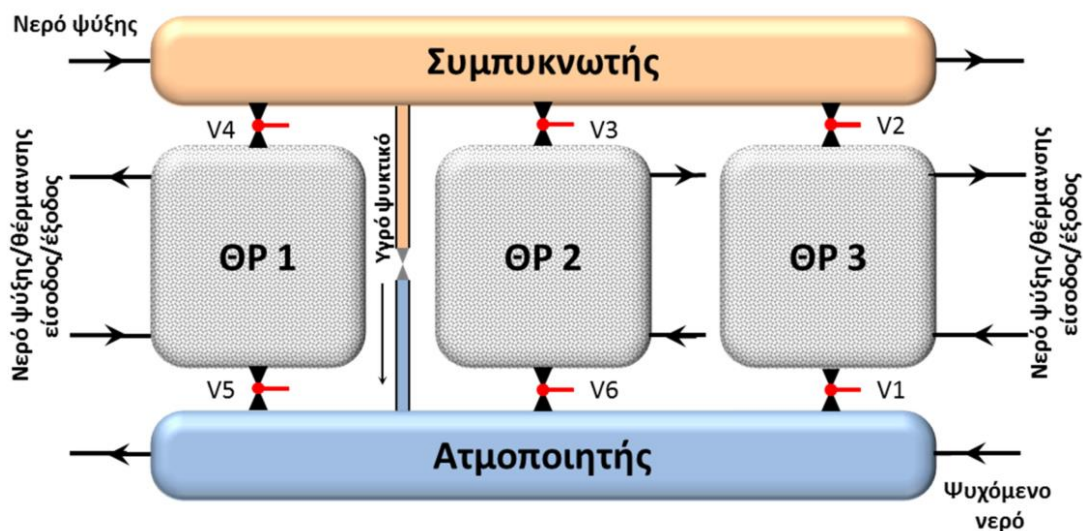 Νερό ψύξης
Συμπυκνωτής
V4
V3
V2
Νερό ψύξης/θέρμανσης
είσοδος/έξοδος
ΘΡ 1
Υγρό ψυκτικό
ΘΡ 2
ΘΡ 3
Νερό ψύξης/θέρμανσης
είσοδος/έξοδος
V5
V6
V1
Ατμοποιητής
Ψυχόμενο
νερό